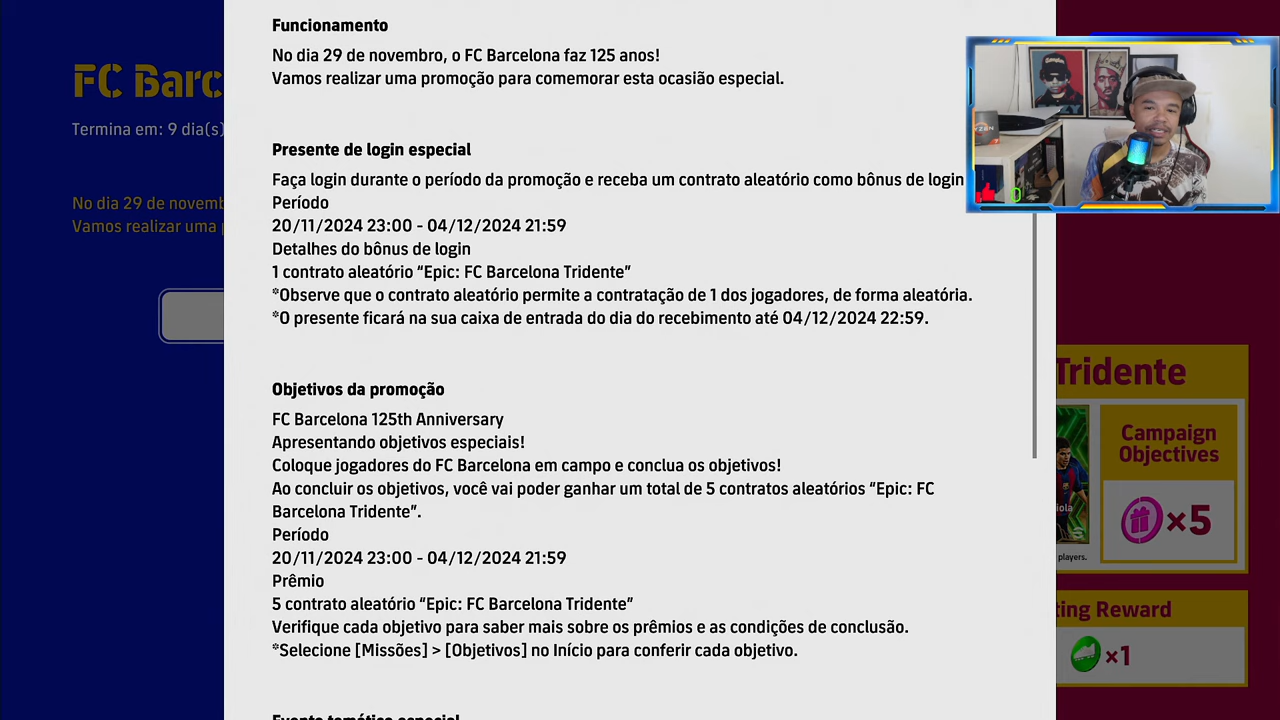 Funcionamento
No dia 29 de novembro, o FC Barcelona faz 125 anos!
Vamos realizar uma promoção para comemorar esta ocasião especial.
FC Barc
Termina em: 9 dia(s)
No dia 29 de novemb
Vamos realizar uma
Presente de login especial
Faça login durante o período da promoção e receba um contrato aleatório como bônus de login
Período
20/11/2024 23:00 - 04/12/2024 21:59
Detalhes do bônus de login
1 contrato aleatório “Epic: FC Barcelona Tridente”
*Observe que o contrato aleatório permite a contratação de 1 dos jogadores, de forma aleatória.
*O presente ficará na sua caixa de entrada do dia do recebimento até 04/12/2024 22:59.
Objetivos da promoção
FC Barcelona 125th Anniversary
Apresentando objetivos especiais!
Coloque jogadores do FC Barcelona em campo e conclua os objetivos!
Ao concluir os objetivos, você vai poder ganhar um total de 5 contratos aleatórios “Epic: FC
Barcelona Tridente”.
Período
20/11/2024 23:00 - 04/12/2024 21:59
Prêmio
5 contrato aleatório “Epic: FC Barcelona Tridente”
Verifique cada objetivo para saber mais sobre os prêmios e as condições de conclusão.
*Selecione [Missões] > [Objetivos] no Início para conferir cada objetivo.
Evento temático especial
RYZEN
7
0
Tridente
Campaign
Objectives
×5
iola
players.
ting Reward
×1